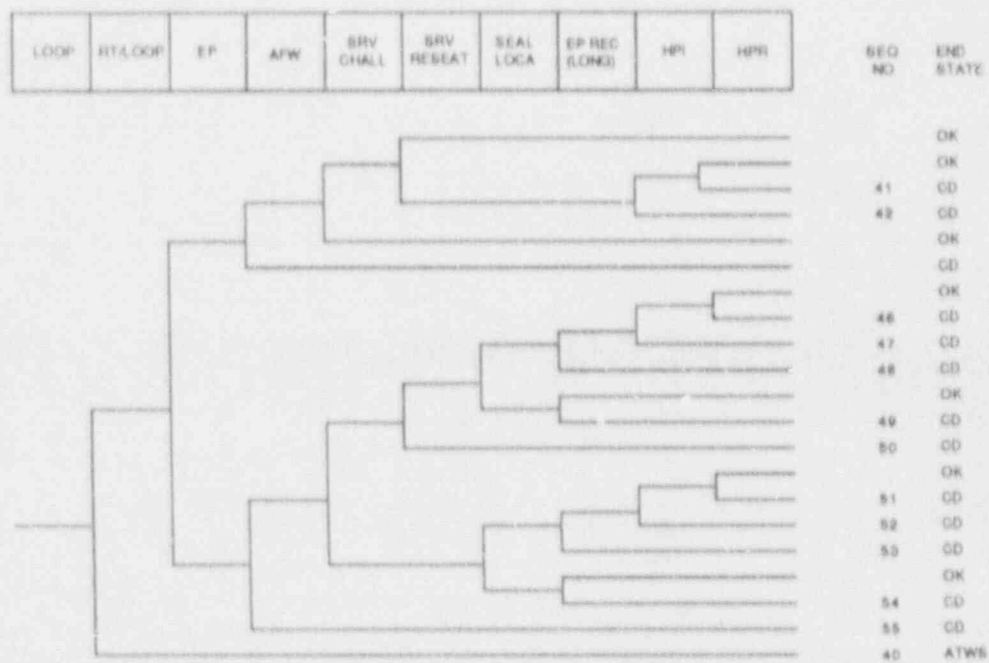 LOOP RT/LOOP EP AFW SRV CHALL SRV RESEAT SEAL LOCA EP REC (LONG) HPI HPR SEQ NO END STATE
OK
OK
41 CD
42 CD
OK
CD
OK
46 CD
47 CD
48 CD
OK
49 CD
50 CD
OK
51 CD
52 CD
53 CD
OK
54 CD
55 CD
40 ATWS